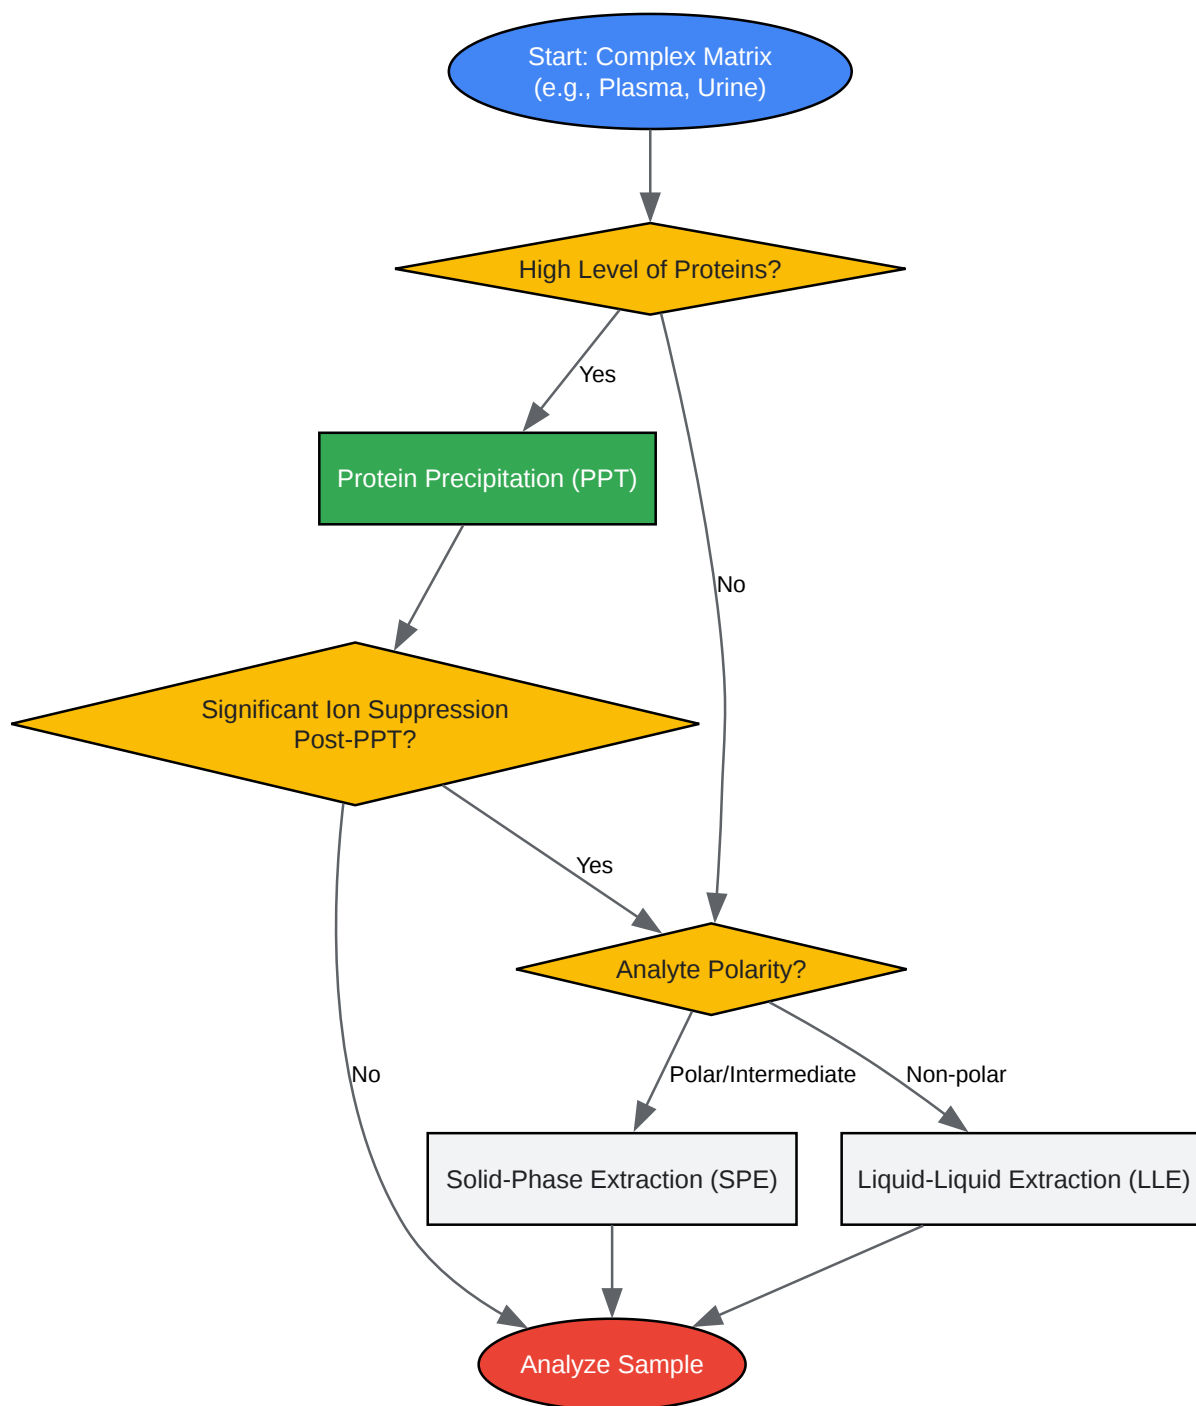 Start: Complex Matrix
(e.g., Plasma, Urine)
High Level of Proteins?
Yes
Protein Precipitation (PPT)
No
Significant Ion Suppression
Post-PPT?
Yes
Analyte Polarity?
No
Polar/Intermediate
Non-polar
Solid-Phase Extraction (SPE)
Liquid-Liquid Extraction (LLE)
Analyze Sample